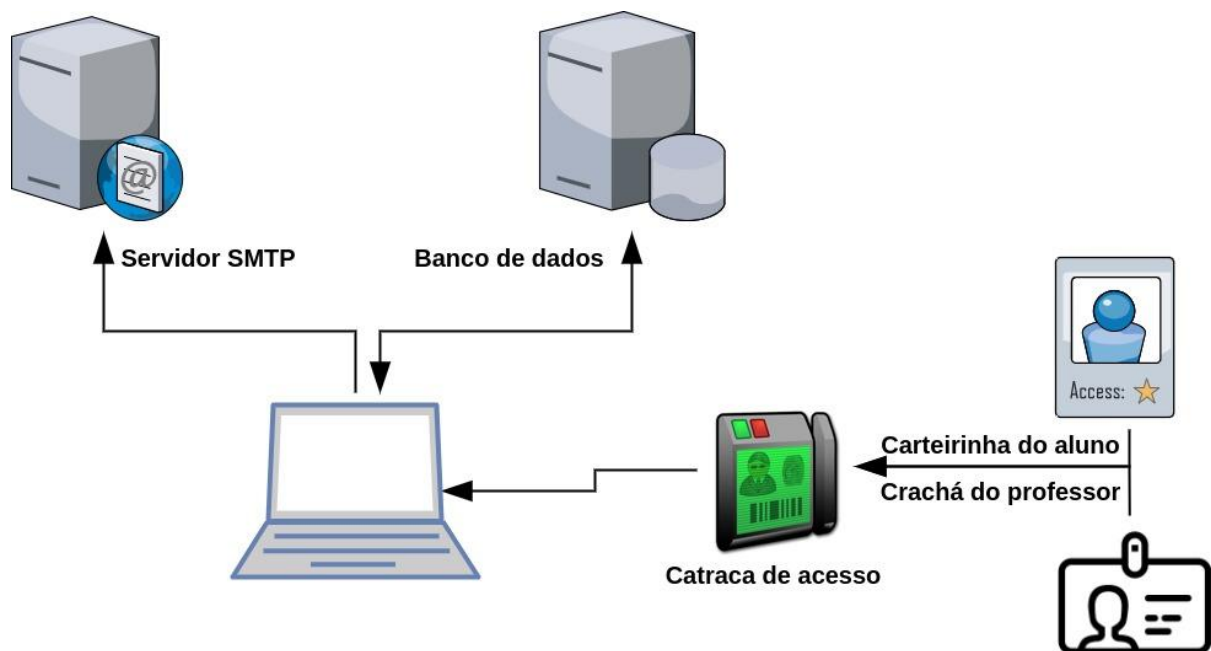 @
Servidor SMTP
Banco de dados
Access:
Carteirinha do aluno
Crachá do professor
Catraca de acesso